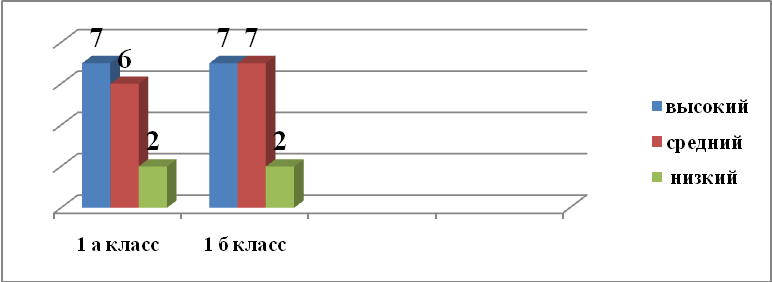 7 6 2 7 7 2
высокий
средний
низкий
1 а класс 1 б класс